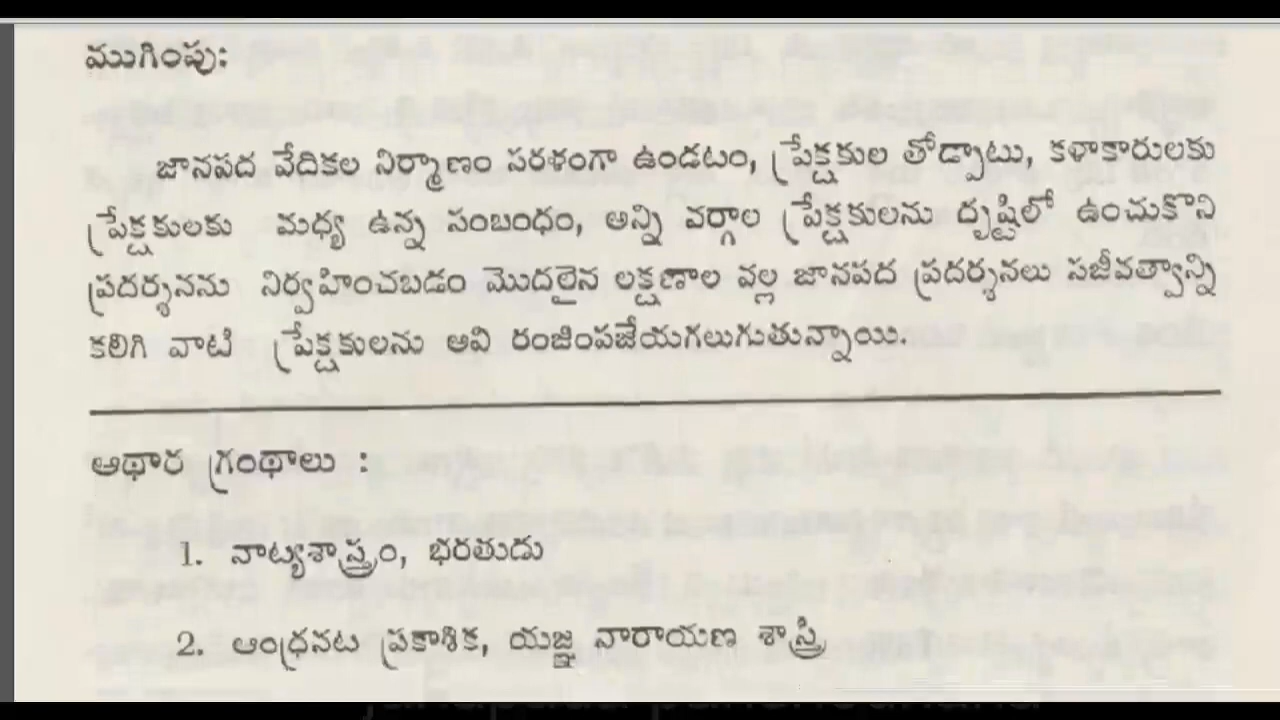 ముగింపు:
జానపద వేదికల నిర్మాణం సరళంగా ఉండటం, ప్రేక్షకుల తోడ్పాటు, కళాకారులకు
ప్రేక్షకులకు మధ్య ఉన్న సంబంధం, అన్ని వర్గాల ప్రేక్షకులను దృష్టిలో ఉంచుకొని
ప్రదర్శనను నిర్వహించబడం మొదలైన లక్షణాల వల్ల జానపద ప్రదర్శనలు సజీవత్వాన్ని
కలిగి వాటి ప్రేక్షకులను అవి రంజింపజేయగలుగుతున్నాయి.
ఆథార గ్రంథాలు :
1. నాట్యశాస్త్రం, భరతుడు
2. ఆంధ్రనట ప్రకాశిక, యజ్ఞ నారాయణ శాస్త్రి